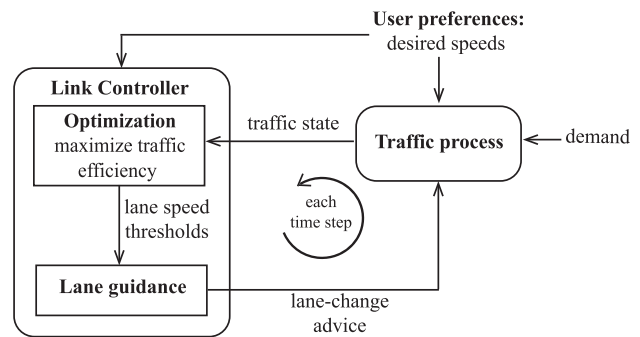 User preferences:
desired speeds
Link Controller
Optimization
maximize traffic
efficiency
traffic state
Traffic process
demand
lane speed
thresholds
each
time step
Lane guidance
lane-change
advice